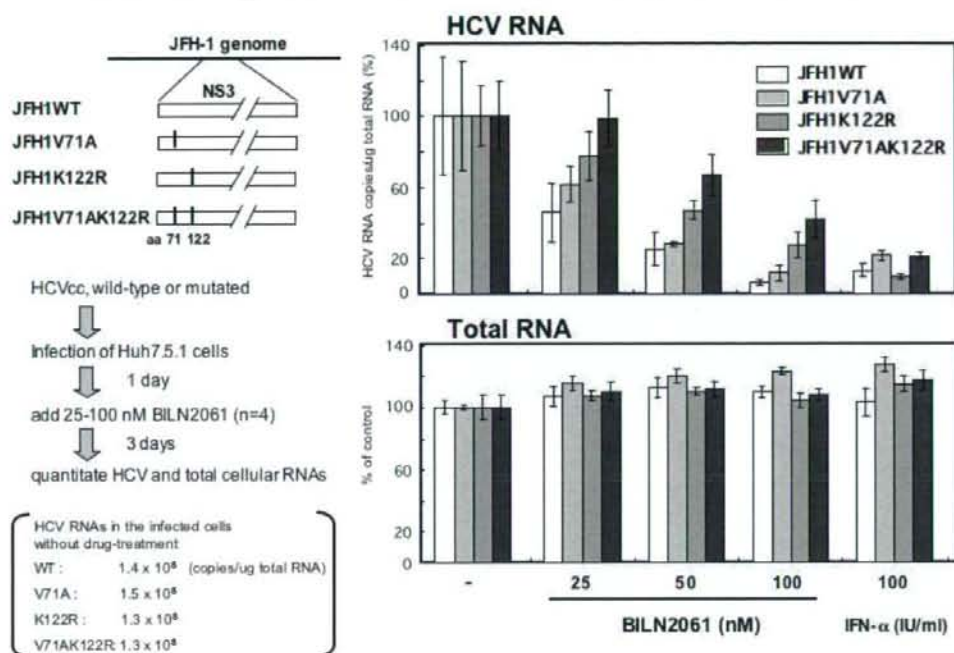 JFH-1 genome
NS3
JFH1WT
JFH1V71A
JFH1K122R
JFH1V71AK122R
aa 71 122
HCVcc, wild-type or mutated
Infection of Huh7.5.1 cells
1 day
add 25-100 nM BILN2061 (n=4)
3 days
quantitate HCV and total cellular RNAs
HCV RNAs in the infected cells
without drug-treatment
WT : 1.4 x 10⁸ (copies/ug total RNA)
V71A : 1.5 x 10⁸
K122R : 1.3 x 10⁸
V71AK122R: 1.3 x 10⁸
HCV RNA
HCV RNA copies/ug total RNA (%)
140
100
60
20
0
JFH1WT
JFH1V71A
JFH1K122R
JFH1V71AK122R
Total RNA
% of control
140
100
60
20
0
- 25 50 100 100
BILN2061 (nM) IFN-α (IU/ml)